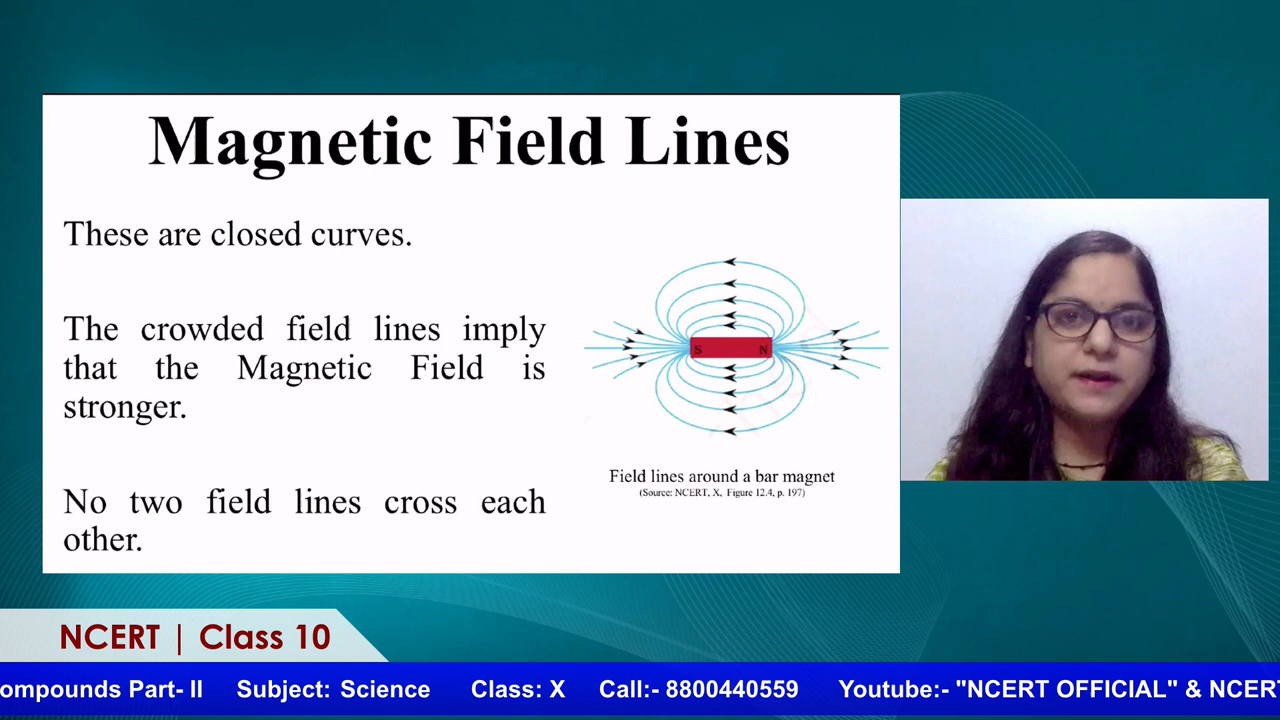 Magnetic Field Lines
These are closed curves.
The crowded field lines imply
that the Magnetic Field is
stronger.
No two field lines cross each
other.
S N
Field lines around a bar magnet
(Source: NCERT, X, Figure 12.4, p. 197)
NCERT | Class 10
ompounds Part- II Subject: Science Class: X Call:- 8800440559 Youtube:- "NCERT OFFICIAL" & NCER